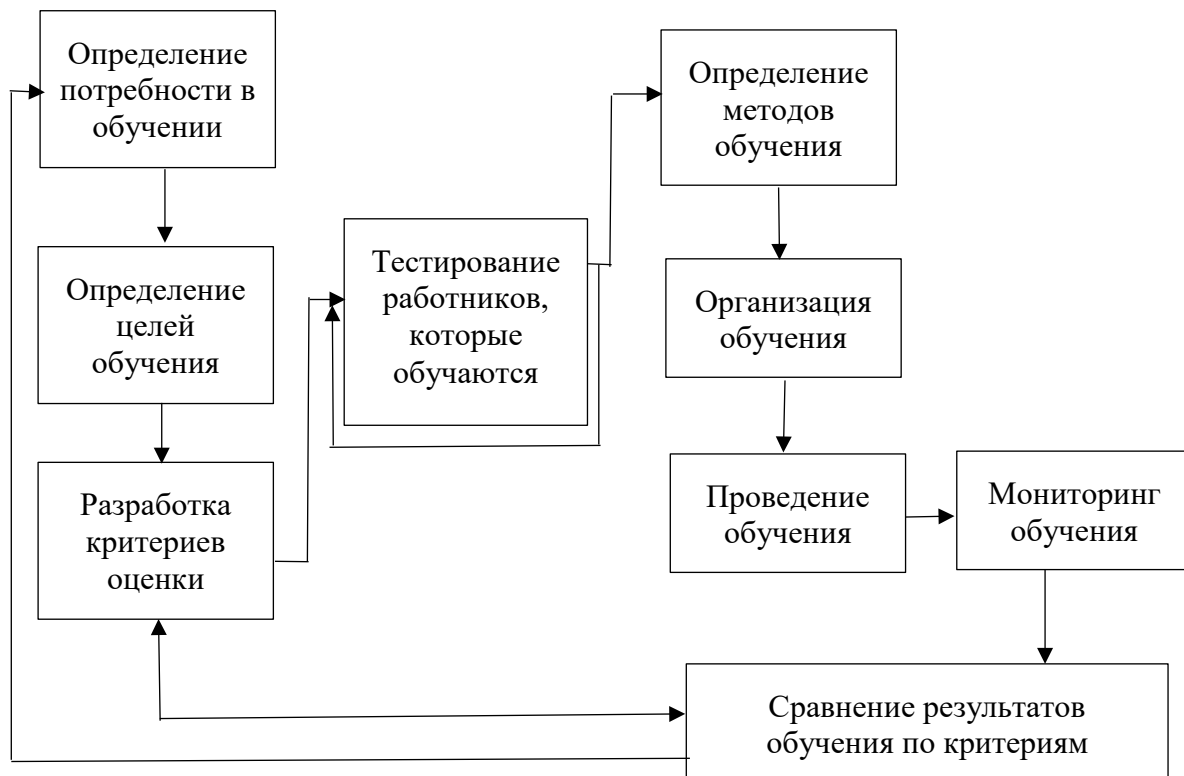 Определение
потребности в
обучении
Определение
целей
обучения
Разработка
критериев
оценки
Тестирование
работников,
которые
обучаются
Определение
методов
обучения
Организация
обучения
Проведение
обучения
Мониторинг
обучения
Сравнение результатов
обучения по критериям